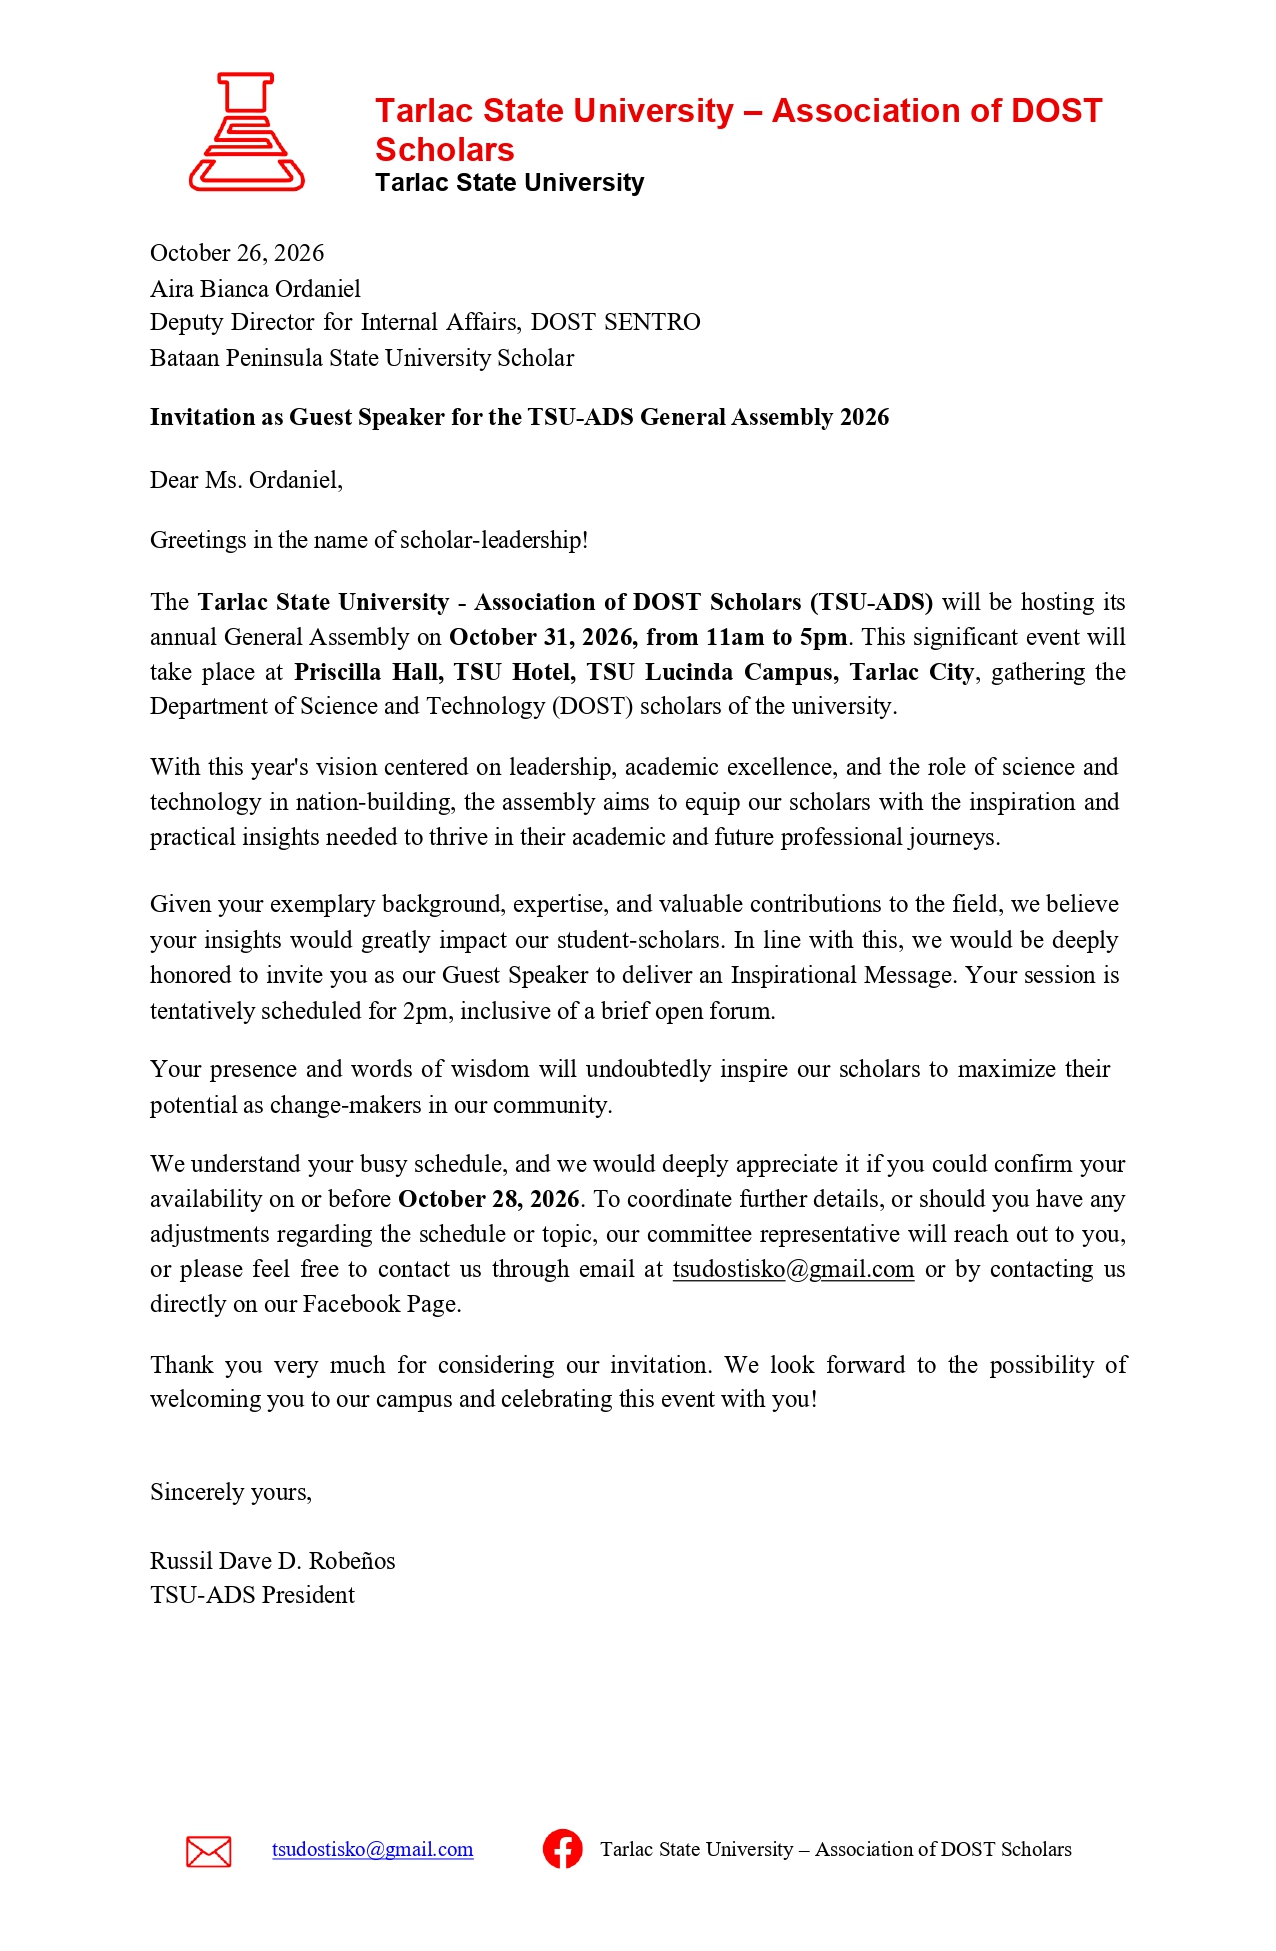 Tarlac State University – Association of DOST
Scholars
Tarlac State University
October 26, 2026
Aira Bianca Ordaniel
Deputy Director for Internal Affairs, DOST SENTRO
Bataan Peninsula State University Scholar
Invitation as Guest Speaker for the TSU-ADS General Assembly 2026
Dear Ms. Ordaniel,
Greetings in the name of scholar-leadership!
The Tarlac State University - Association of DOST Scholars (TSU-ADS) will be hosting its
annual General Assembly on October 31, 2026, from 11am to 5pm. This significant event will
take place at Priscilla Hall, TSU Hotel, TSU Lucinda Campus, Tarlac City, gathering the
Department of Science and Technology (DOST) scholars of the university.
With this year's vision centered on leadership, academic excellence, and the role of science and
technology in nation-building, the assembly aims to equip our scholars with the inspiration and
practical insights needed to thrive in their academic and future professional journeys.
Given your exemplary background, expertise, and valuable contributions to the field, we believe
your insights would greatly impact our student-scholars. In line with this, we would be deeply
honored to invite you as our Guest Speaker to deliver an Inspirational Message. Your session is
tentatively scheduled for 2pm, inclusive of a brief open forum.
Your presence and words of wisdom will undoubtedly inspire our scholars to maximize their
potential as change-makers in our community.
We understand your busy schedule, and we would deeply appreciate it if you could confirm your
availability on or before October 28, 2026. To coordinate further details, or should you have any
adjustments regarding the schedule or topic, our committee representative will reach out to you,
or please feel free to contact us through email at tsudostisko@gmail.com or by contacting us
directly on our Facebook Page.
Thank you very much for considering our invitation. We look forward to the possibility of
welcoming you to our campus and celebrating this event with you!
Sincerely yours,
Russil Dave D. Robeños
TSU-ADS President
tsudostisko@gmail.com
Tarlac State University – Association of DOST Scholars